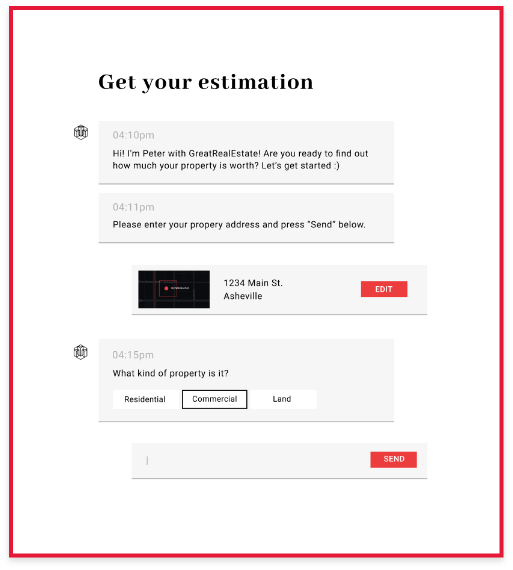 Get your estimation
04:10pm
Hi! I'm Peter with GreatRealEstate! Are you ready to find out
how much your property is worth? Let's get started :)
04:11pm
Please enter your propery address and press "Send" below.
1234 Main St.
Asheville
EDIT
04:15pm
What kind of property is it?
Residential
Commercial
Land
SEND